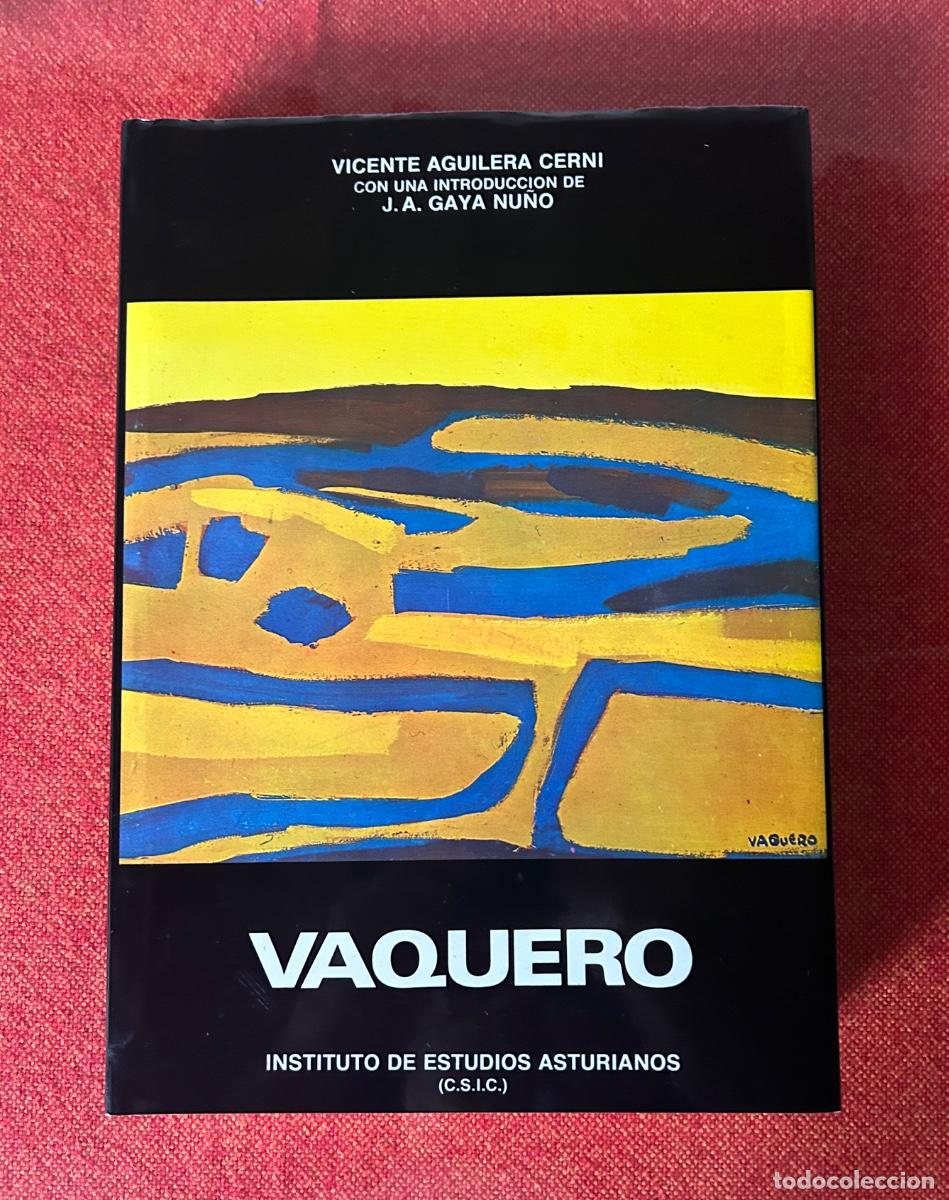 VICENTE AGUILERA CERNI
CON UNA INTRODUCCION DE
J. A. GAYA NUÑO
VAQUERO
VAQUERO
INSTITUTO DE ESTUDIOS ASTURIANOS
(C.S.I.C.)
todocoleccion